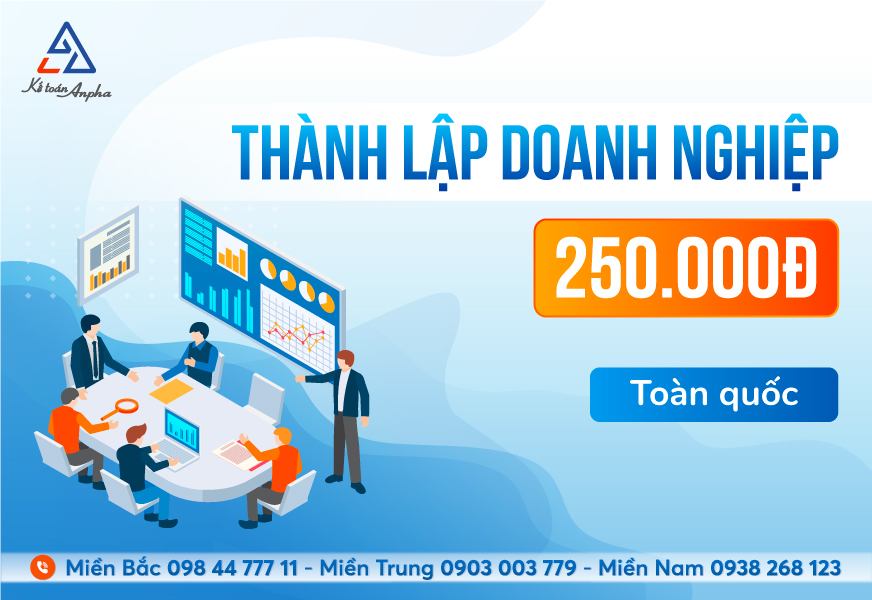 Kế toán Anpha
THÀNH LẬP DOANH NGHIỆP
250.000Đ
Toàn quốc
Miền Bắc 098 44 777 11 - Miền Trung 0903 003 779 - Miền Nam 0938 268 123